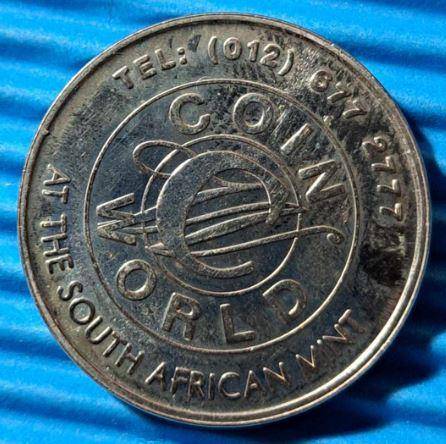 TEL: (012) 677 2777
COIN
WORLD
AT THE SOUTH AFRICAN MINT